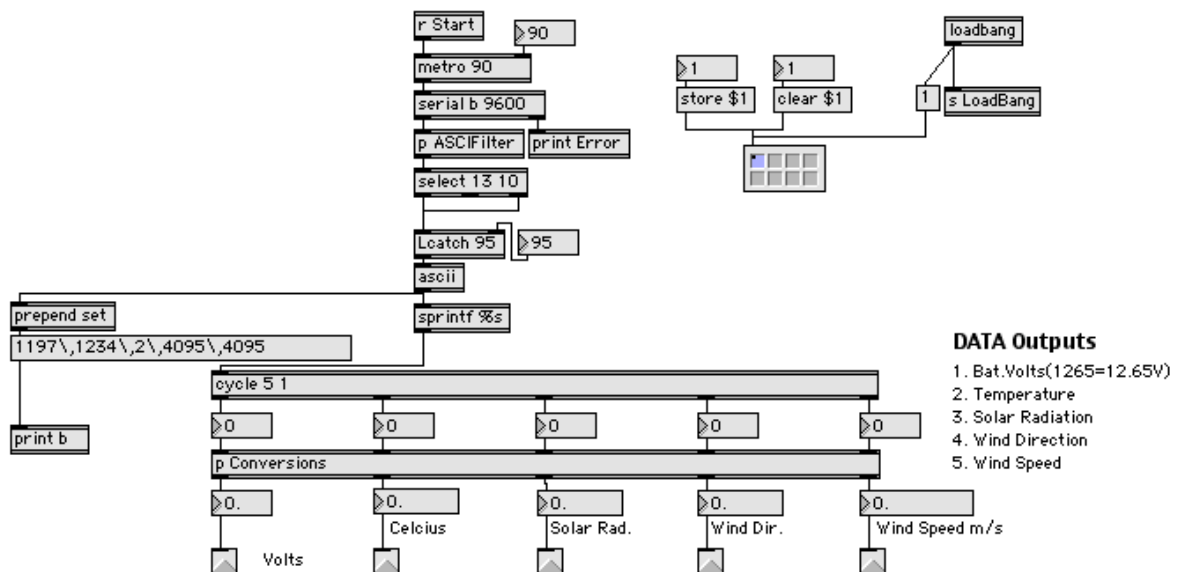 r Start
90
metro 90
serial b 9600
p ASCIFilter
print Error
select 13 10
Lcatch 95
95
ascii
prepend set
sprintf %s
1197\,1234\,2\,4095\,4095
cycle 5 1
print b
0
0
0
0
0
p Conversions
0.
0.
0.
0.
0.
Volts
Celcius
Solar Rad.
Wind Dir.
Wind Speed m/s
1
1
store $1
clear $1
loadbang
1
s LoadBang
DATA Outputs
1. Bat.Volts(1265=12.65V)
2. Temperature
3. Solar Radiation
4. Wind Direction
5. Wind Speed